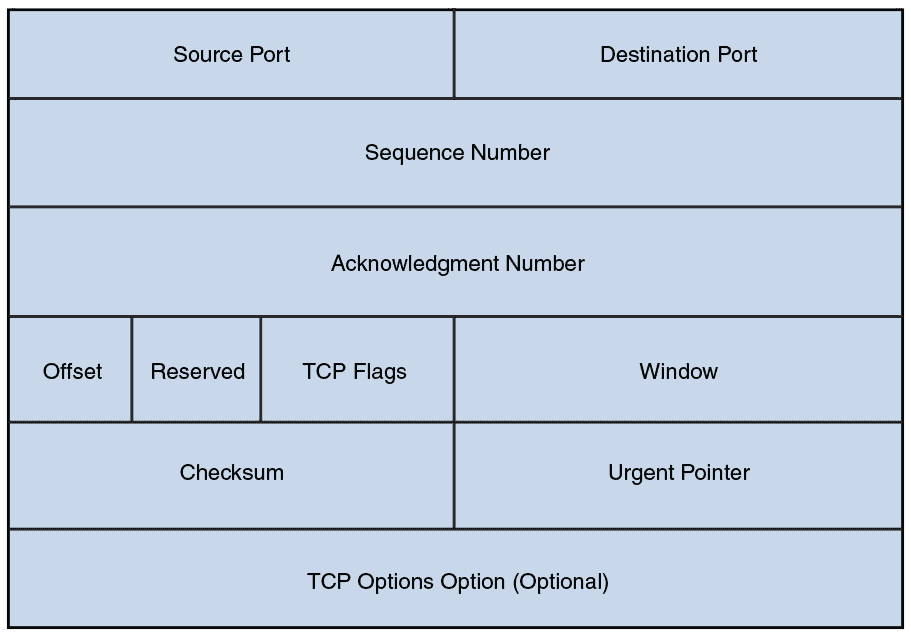 Source Port
Destination Port
Sequence Number
Acknowledgment Number
Offset
Reserved
TCP Flags
Window
Checksum
Urgent Pointer
TCP Options Option (Optional)